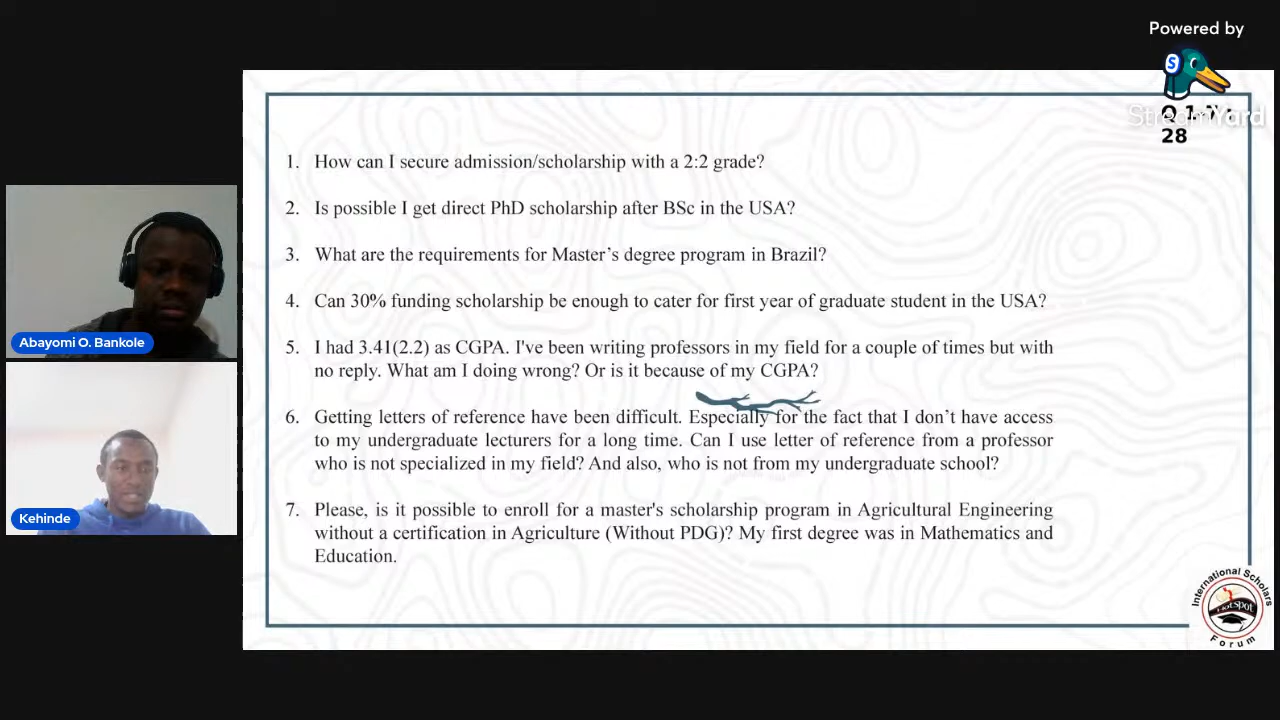 Powered by
StreamYard
28
1. How can I secure admission/scholarship with a 2:2 grade?
2. Is possible I get direct PhD scholarship after BSc in the USA?
3. What are the requirements for Master's degree program in Brazil?
4. Can 30% funding scholarship be enough to cater for first year of graduate student in the USA?
5. I had 3.41(2.2) as CGPA. I've been writing professors in my field for a couple of times but with
no reply. What am I doing wrong? Or is it because of my CGPA?
6. Getting letters of reference have been difficult. Especially for the fact that I don't have access
to my undergraduate lecturers for a long time. Can I use letter of reference from a professor
who is not specialized in my field? And also, who is not from my undergraduate school?
7. Please, is it possible to enroll for a master's scholarship program in Agricultural Engineering
without a certification in Agriculture (Without PDG)? My first degree was in Mathematics and
Education.
Abayomi O. Bankole
Kehinde
International Scholars
HotSpot
Forum